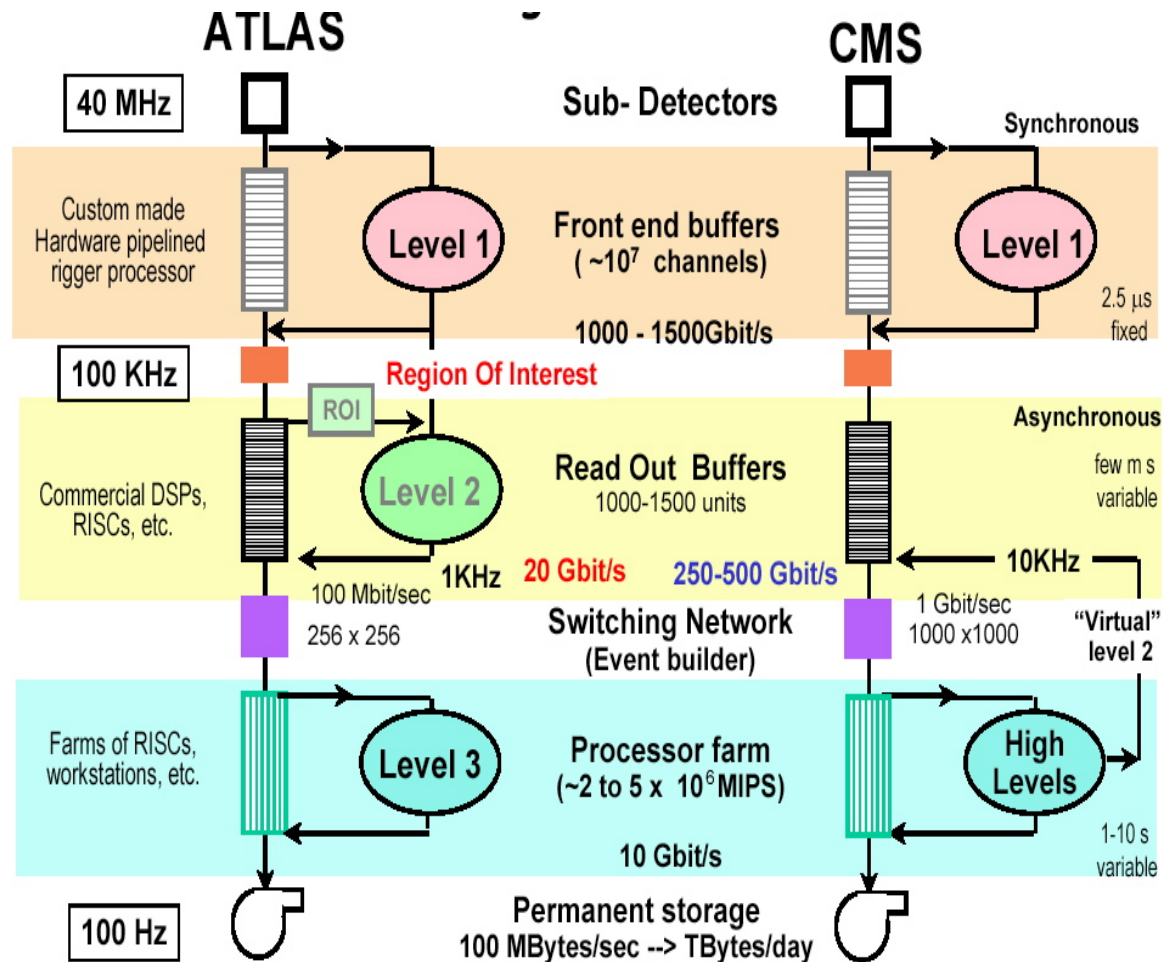 ATLAS
CMS
40 MHz
Sub- Detectors
Synchronous
Custom made
Hardware pipelined
rigger processor
Level 1
Front end buffers
( ~10⁷ channels)
Level 1
2.5 µs
fixed
1000 - 1500Gbit/s
100 KHz
Region Of Interest
ROI
Asynchronous
Commercial DSPs,
RISCs, etc.
Level 2
Read Out Buffers
1000-1500 units
few m s
variable
1KHz
20 Gbit/s
250-500 Gbit/s
10KHz
100 Mbit/sec
256 x 256
Switching Network
(Event builder)
1 Gbit/sec
1000 x1000
“Virtual”
level 2
Farms of RISCs,
workstations, etc.
Level 3
Processor farm
(~2 to 5 x 10⁶ MIPS)
High
Levels
10 Gbit/s
1-10 s
variable
100 Hz
Permanent storage
100 MBytes/sec --> TBytes/day